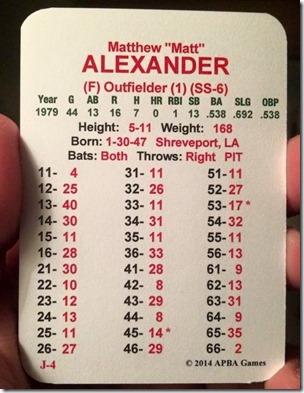 Matthew "Matt"
ALEXANDER
(F) Outfielder (1) (SS-6)
Year G AB R H HR RBI SB BA SLG OBP
1979 44 13 16 7 0 1 13 .538 .692 .538
Height: 5-11 Weight: 168
Born: 1-30-47 Shreveport, LA
Bats: Both Throws: Right PIT
11- 4 31- 11 51- 11
12- 25 32- 26 52- 27
13- 40 33- 11 53- 17*
14- 30 34- 31 54- 32
15- 11 35- 11 55- 11
16- 28 36- 33 56- 13
21- 30 41- 28 61- 9
22- 11 42- 8 62- 13
23- 12 43- 29 63- 31
24- 13 44- 8 64- 9
25- 11 45- 14* 65- 35
26- 27 46- 29 66- 2
J-4 © 2014 APBA Games